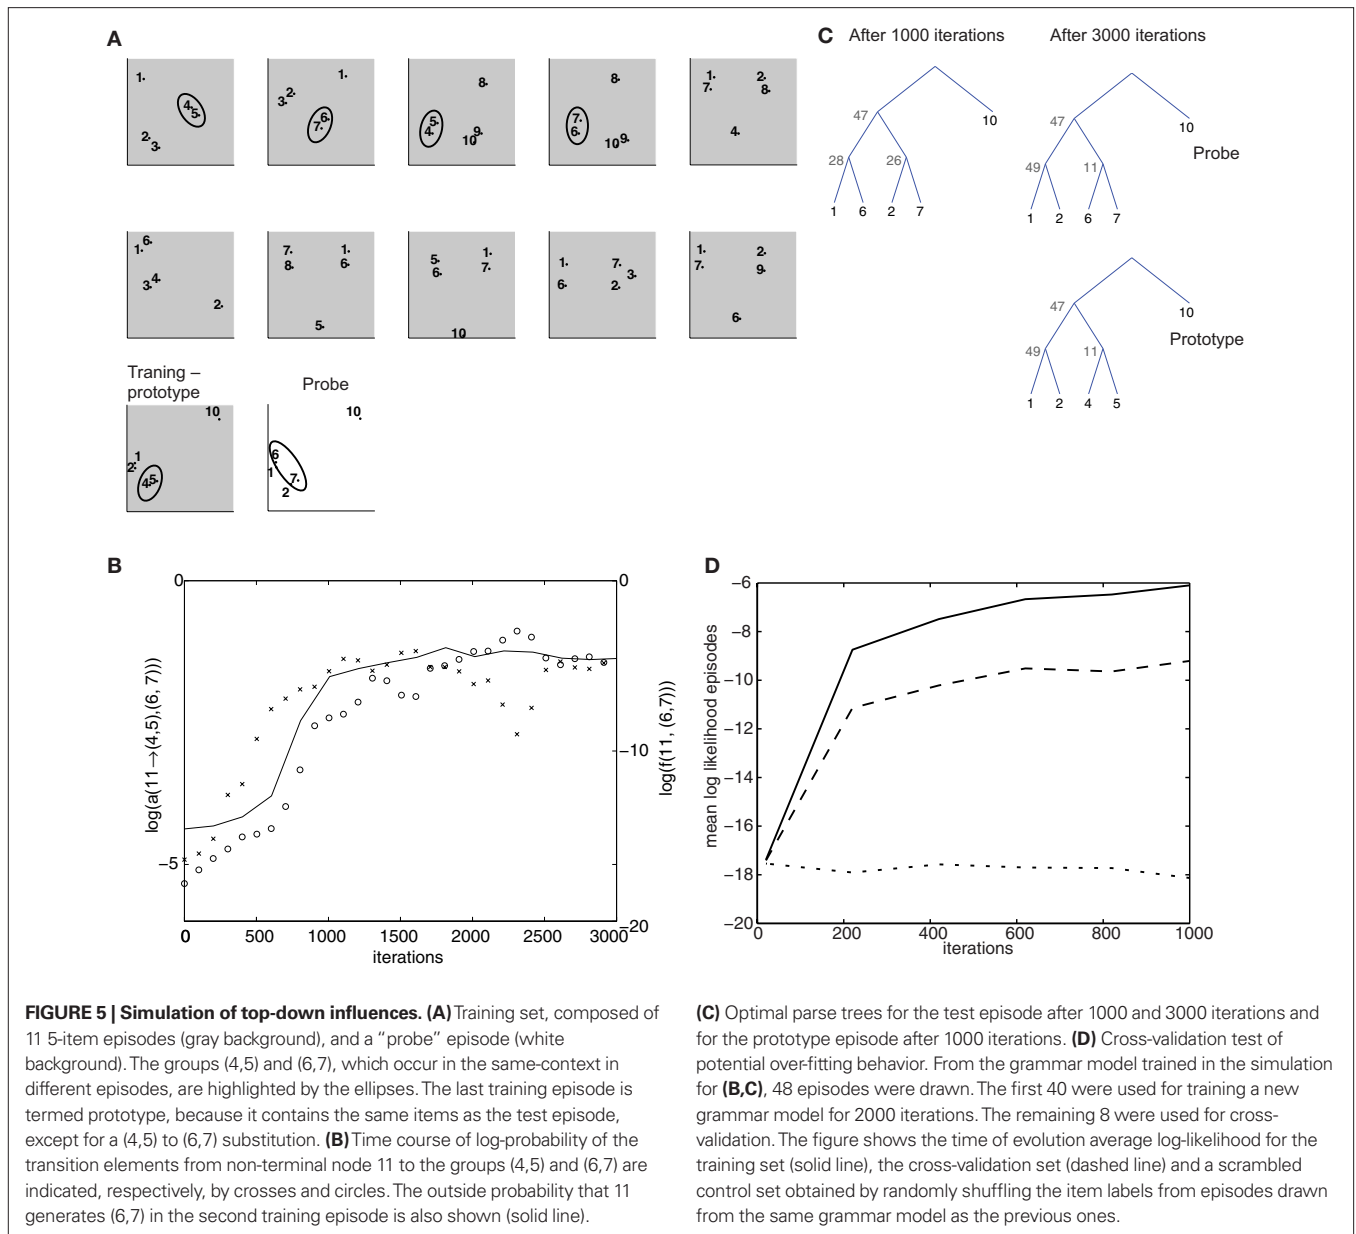 A
1
4
5
2
3
1
2
3
6
7
8
5
4
9
10
8
7
6
10
9
1
7
2
8
4
6
1
4
3
2
7
8
1
6
5
5
6
1
7
10
1
6
7
3
2
1
7
2
9
6
Traning –
prototype
10
1
2
4
5
Probe
10
6
1
7
2
C
After 1000 iterations
47
10
28
26
1 6 2 7
After 3000 iterations
47
10
Probe
49
11
1 2 6 7
47
10
Prototype
49
11
1 2 4 5
B
0
−5
log(a(11→(4,5),(6, 7)))
0
−10
−20
log(f(11, (6,7)))
0 500 1000 1500 2000 2500 3000
iterations
D
−6
−8
−10
−12
−14
−16
−18
−20
mean log likelihood episodes
0 200 400 600 800 1000
iterations
FIGURE 5 | Simulation of top-down influences. (A) Training set, composed of
11 5-item episodes (gray background), and a “probe” episode (white
background). The groups (4,5) and (6,7), which occur in the same-context in
different episodes, are highlighted by the ellipses. The last training episode is
termed prototype, because it contains the same items as the test episode,
except for a (4,5) to (6,7) substitution. (B) Time course of log-probability of the
transition elements from non-terminal node 11 to the groups (4,5) and (6,7) are
indicated, respectively, by crosses and circles. The outside probability that 11
generates (6,7) in the second training episode is also shown (solid line).
(C) Optimal parse trees for the test episode after 1000 and 3000 iterations and
for the prototype episode after 1000 iterations. (D) Cross-validation test of
potential over-fitting behavior. From the grammar model trained in the simulation
for (B,C), 48 episodes were drawn. The first 40 were used for training a new
grammar model for 2000 iterations. The remaining 8 were used for cross-
validation. The figure shows the time of evolution average log-likelihood for the
training set (solid line), the cross-validation set (dashed line) and a scrambled
control set obtained by randomly shuffling the item labels from episodes drawn
from the same grammar model as the previous ones.